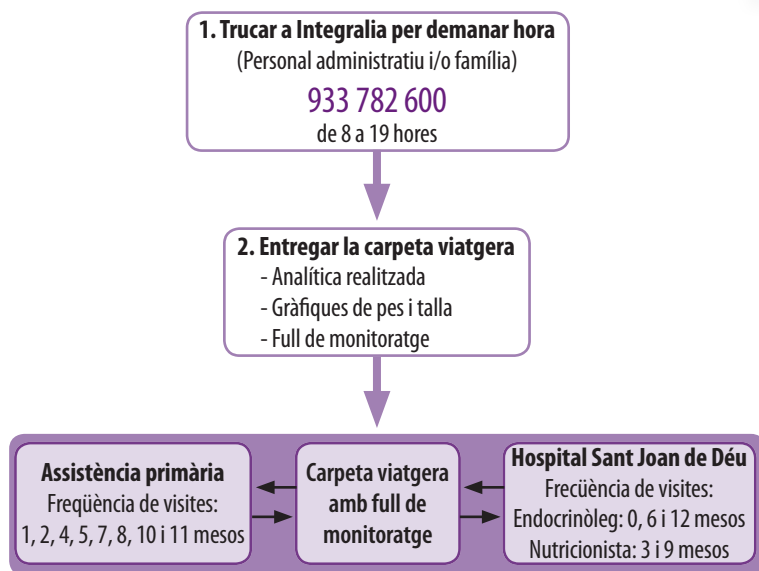 1. Trucar a Integralia per demanar hora
(Personal administratiu i/o família)
933 782 600
de 8 a 19 hores
2. Entregar la carpeta viatgera
- Analítica realitzada
- Gràfiques de pes i talla
- Full de monitoratge
Assistència primària
Freqüència de visites:
1, 2, 4, 5, 7, 8, 10 i 11 mesos
Carpeta viatgera
amb full de
monitoratge
Hospital Sant Joan de Déu
Frecüència de visites:
Endocrinòleg: 0, 6 i 12 mesos
Nutricionista: 3 i 9 mesos